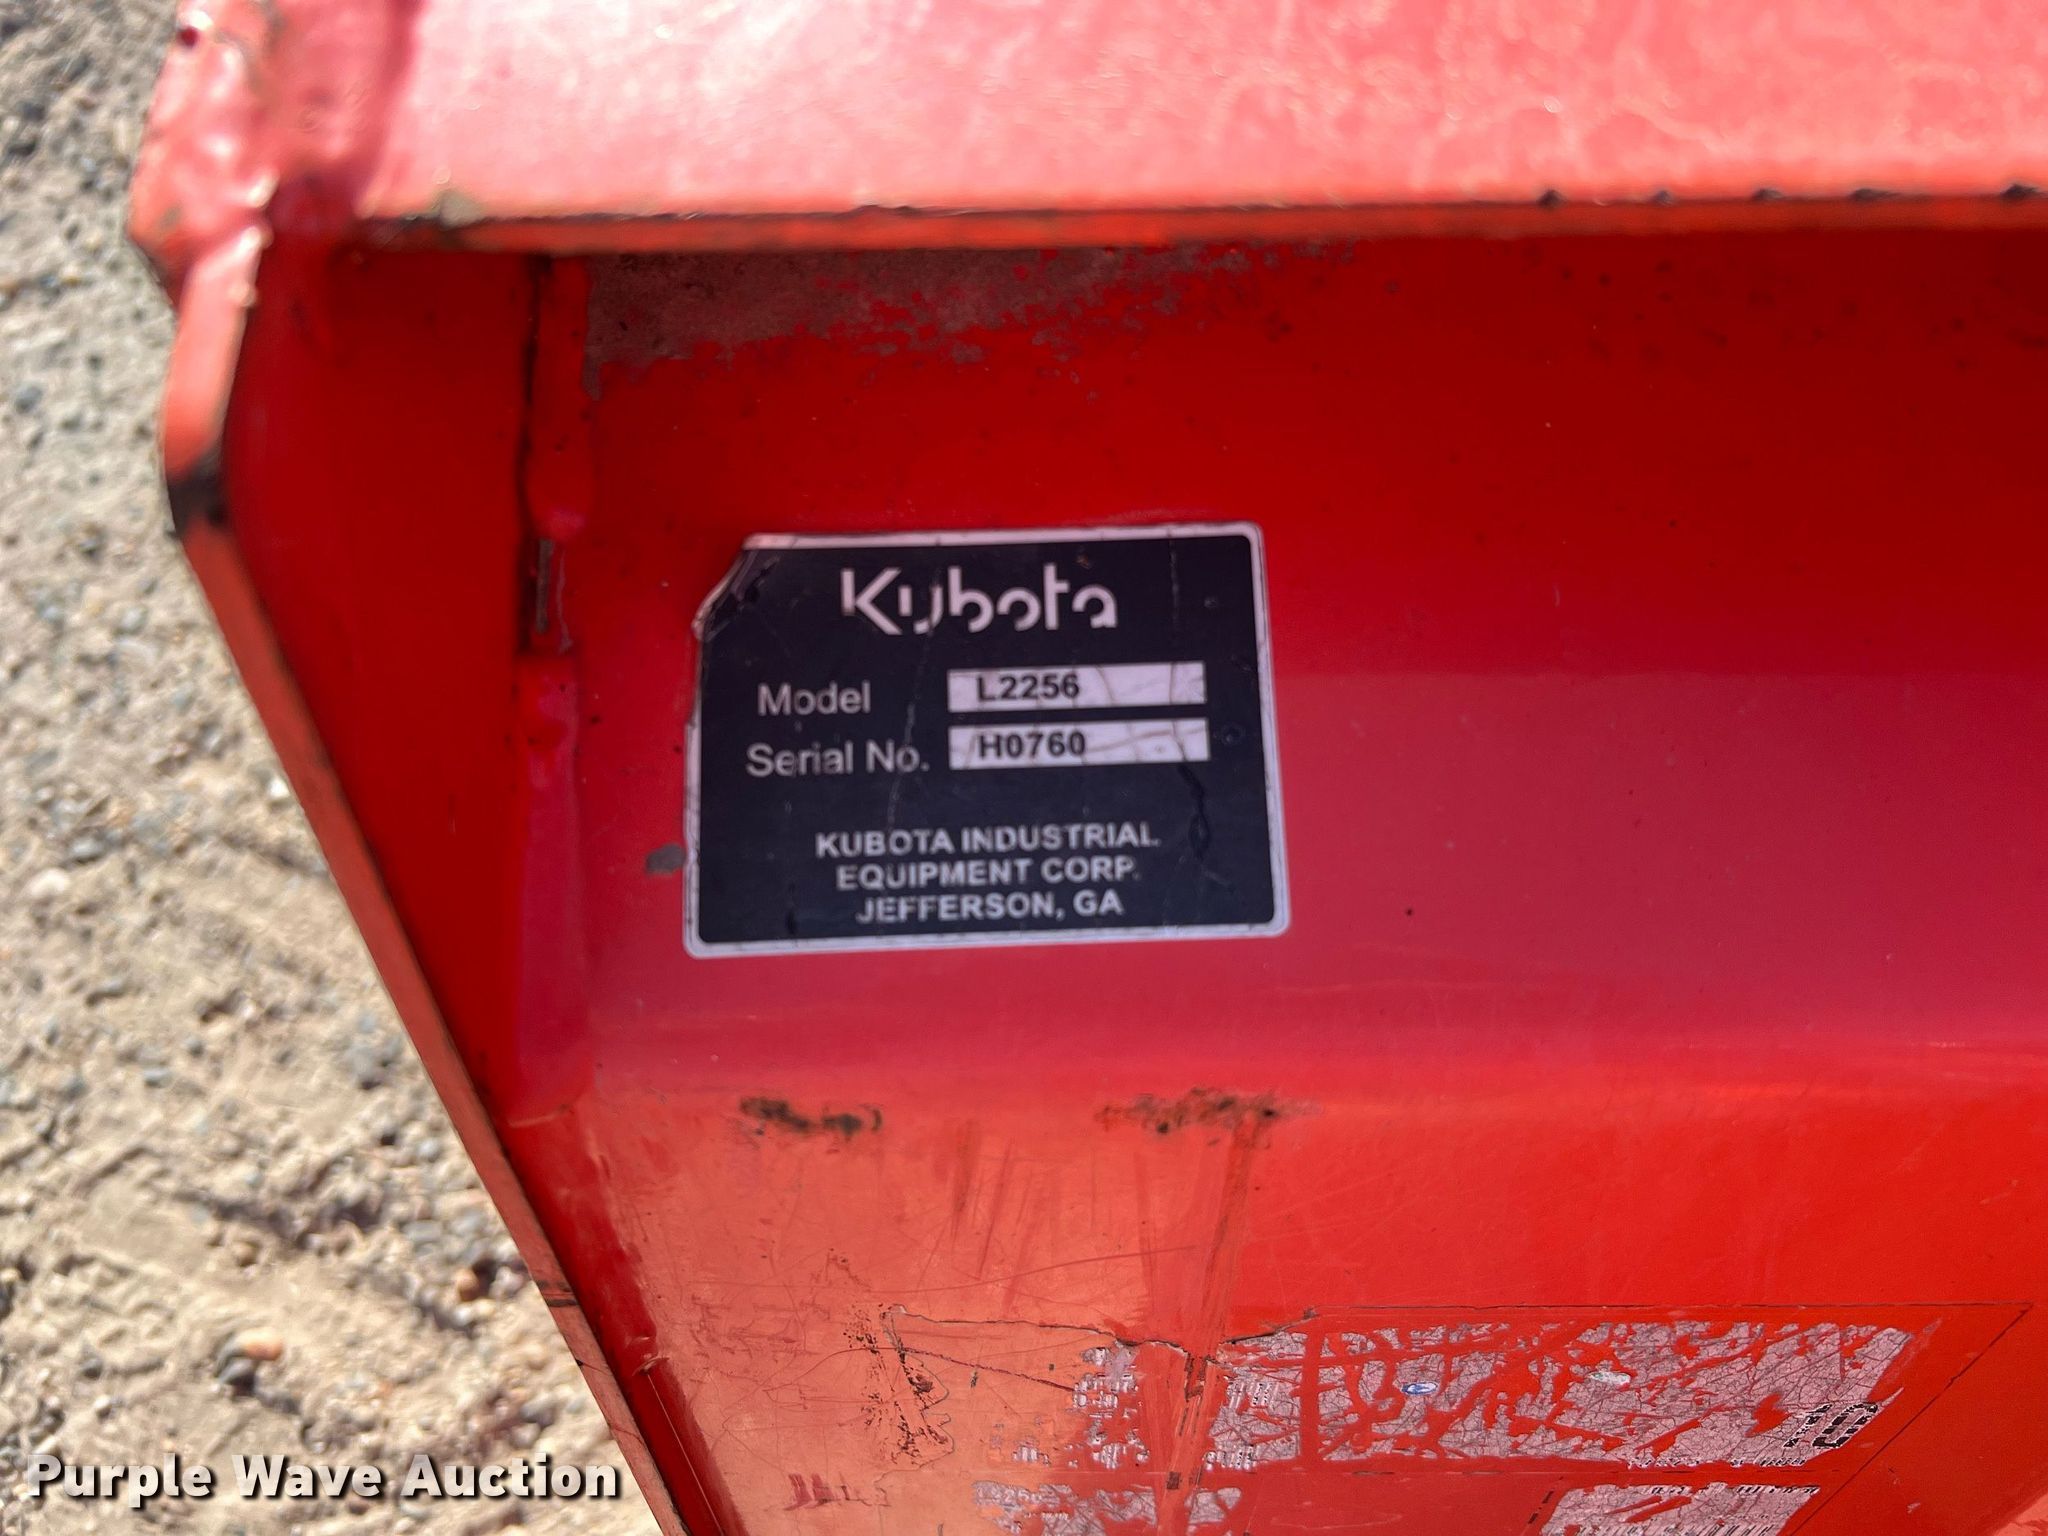 Kubota
Model L2256
Serial No. H0760
KUBOTA INDUSTRIAL
EQUIPMENT CORP.
JEFFERSON, GA
Purple Wave Auction